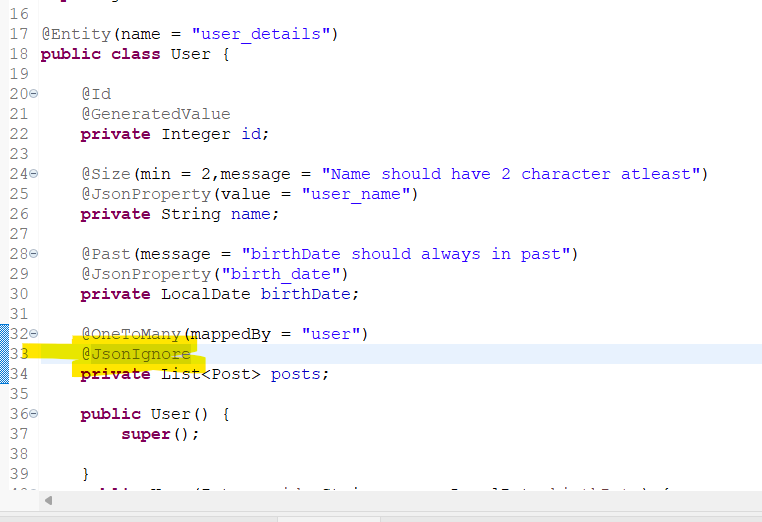 16
17 @Entity(name = "user_details")
18 public class User {
19
20 @Id
21 @GeneratedValue
22 private Integer id;
23
24 @Size(min = 2,message = "Name should have 2 character atleast")
25 @JsonProperty(value = "user_name")
26 private String name;
27
28 @Past(message = "birthDate should always in past")
29 @JsonProperty("birth_date")
30 private LocalDate birthDate;
31
32 @OneToMany(mappedBy = "user")
33 @JsonIgnore
34 private List<Post> posts;
35
36 public User() {
37 super();
38
39 }